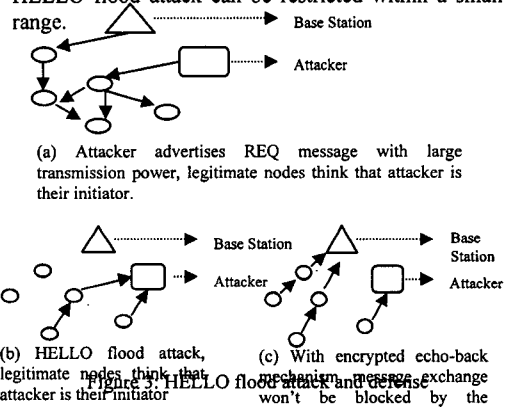 HELLO flood attack can be restricted within a small
range.
Base Station
Attacker
(a) Attacker advertises REQ message with large
transmission power, legitimate nodes think that attacker is
their initiator.
Base Station
Attacker
Base
Station
Attacker
(b) HELLO flood attack,
legitimate nodes think that
attacker is their initiator
(c) With encrypted echo-back
mechanism message exchange
won't be blocked by the
Figure 3: HELLO flood attack and defense